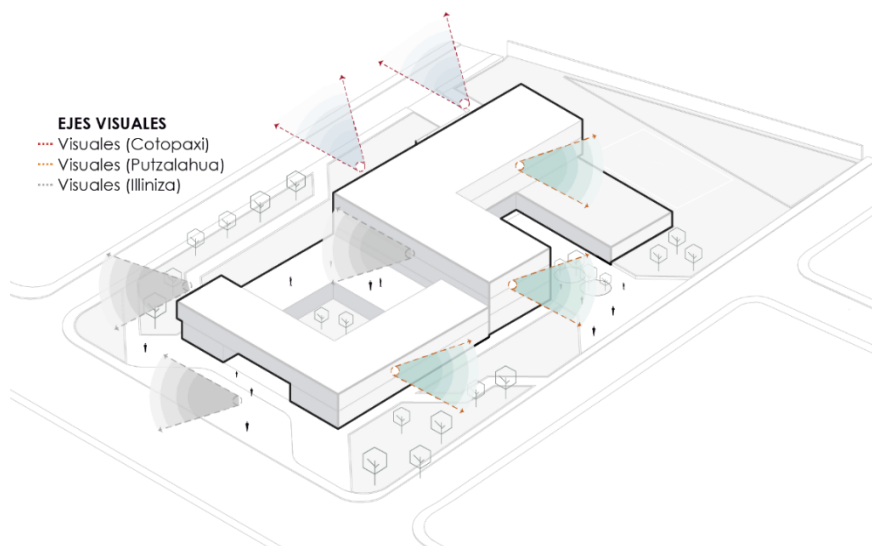 EJES VISUALES
Visuales (Cotopaxi)
Visuales (Putzalahua)
Visuales (Illiniza)